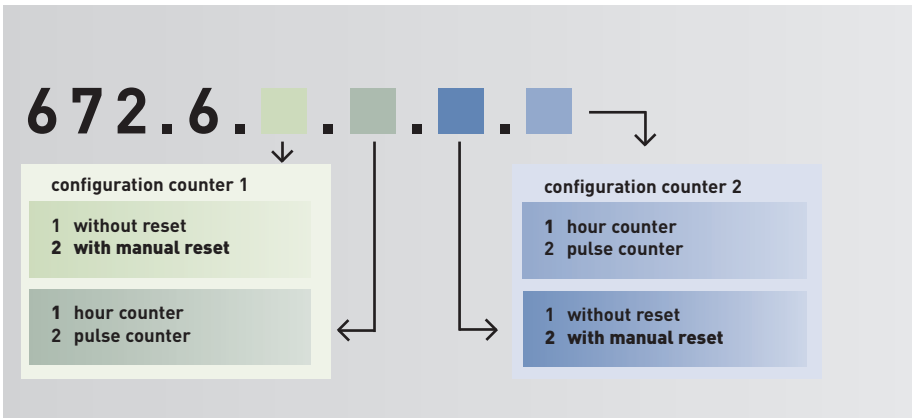 672.6. . . .
configuration counter 1
1 without reset
2 with manual reset
1 hour counter
2 pulse counter
configuration counter 2
1 hour counter
2 pulse counter
1 without reset
2 with manual reset